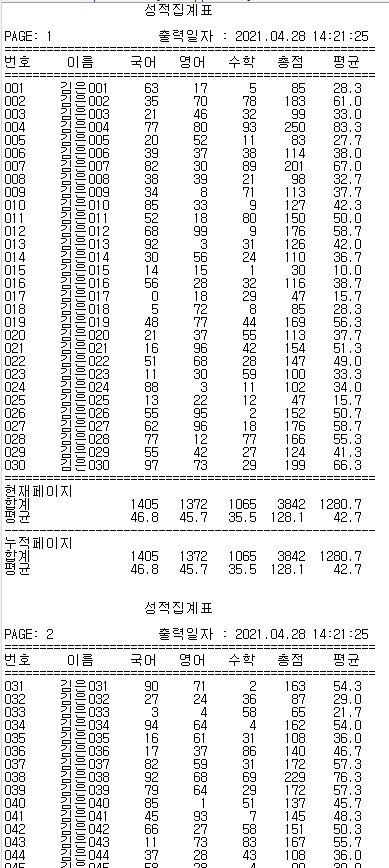 성적집계표
PAGE: 1 출력일자 : 2021.04.28 14:21:25
번호 이름 국어 영어 수학 총점 평균
001 김은001 63 17 5 85 28.3
002 김은002 35 70 78 183 61.0
003 김은003 21 46 32 99 33.0
004 김은004 77 80 93 250 83.3
005 김은005 20 52 11 83 27.7
006 김은006 39 37 38 114 38.0
007 김은007 82 30 89 201 67.0
008 김은008 38 39 21 98 32.7
009 김은009 34 8 71 113 37.7
010 김은010 85 33 9 127 42.3
011 김은011 52 18 80 150 50.0
012 김은012 68 99 9 176 58.7
013 김은013 92 3 31 126 42.0
014 김은014 30 56 24 110 36.7
015 김은015 14 15 1 30 10.0
016 김은016 56 28 32 116 38.7
017 김은017 0 18 29 47 15.7
018 김은018 5 72 8 85 28.3
019 김은019 48 77 44 169 56.3
020 김은020 21 37 55 113 37.7
021 김은021 16 96 42 154 51.3
022 김은022 51 68 28 147 49.0
023 김은023 11 30 59 100 33.3
024 김은024 88 3 11 102 34.0
025 김은025 13 22 12 47 15.7
026 김은026 55 95 2 152 50.7
027 김은027 62 96 18 176 58.7
028 김은028 77 12 77 166 55.3
029 김은029 55 42 27 124 41.3
030 김은030 97 73 29 199 66.3
현재페이지
합계 1405 1372 1065 3842 1280.7
평균 46.8 45.7 35.5 128.1 42.7
누적페이지
합계 1405 1372 1065 3842 1280.7
평균 46.8 45.7 35.5 128.1 42.7
성적집계표
PAGE: 2 출력일자 : 2021.04.28 14:21:25
번호 이름 국어 영어 수학 총점 평균
031 김은031 90 71 2 163 54.3
032 김은032 27 24 36 87 29.0
033 김은033 3 4 58 65 21.7
034 김은034 94 64 4 162 54.0
035 김은035 16 61 31 108 36.0
036 김은036 17 37 86 140 46.7
037 김은037 82 59 31 172 57.3
038 김은038 92 68 69 229 76.3
039 김은039 79 64 29 172 57.3
040 김은040 85 1 51 137 45.7
041 김은041 45 93 7 145 48.3
042 김은042 66 27 58 151 50.3
043 김은043 11 73 83 167 55.7
044 김은044 37 28 43 108 36.0